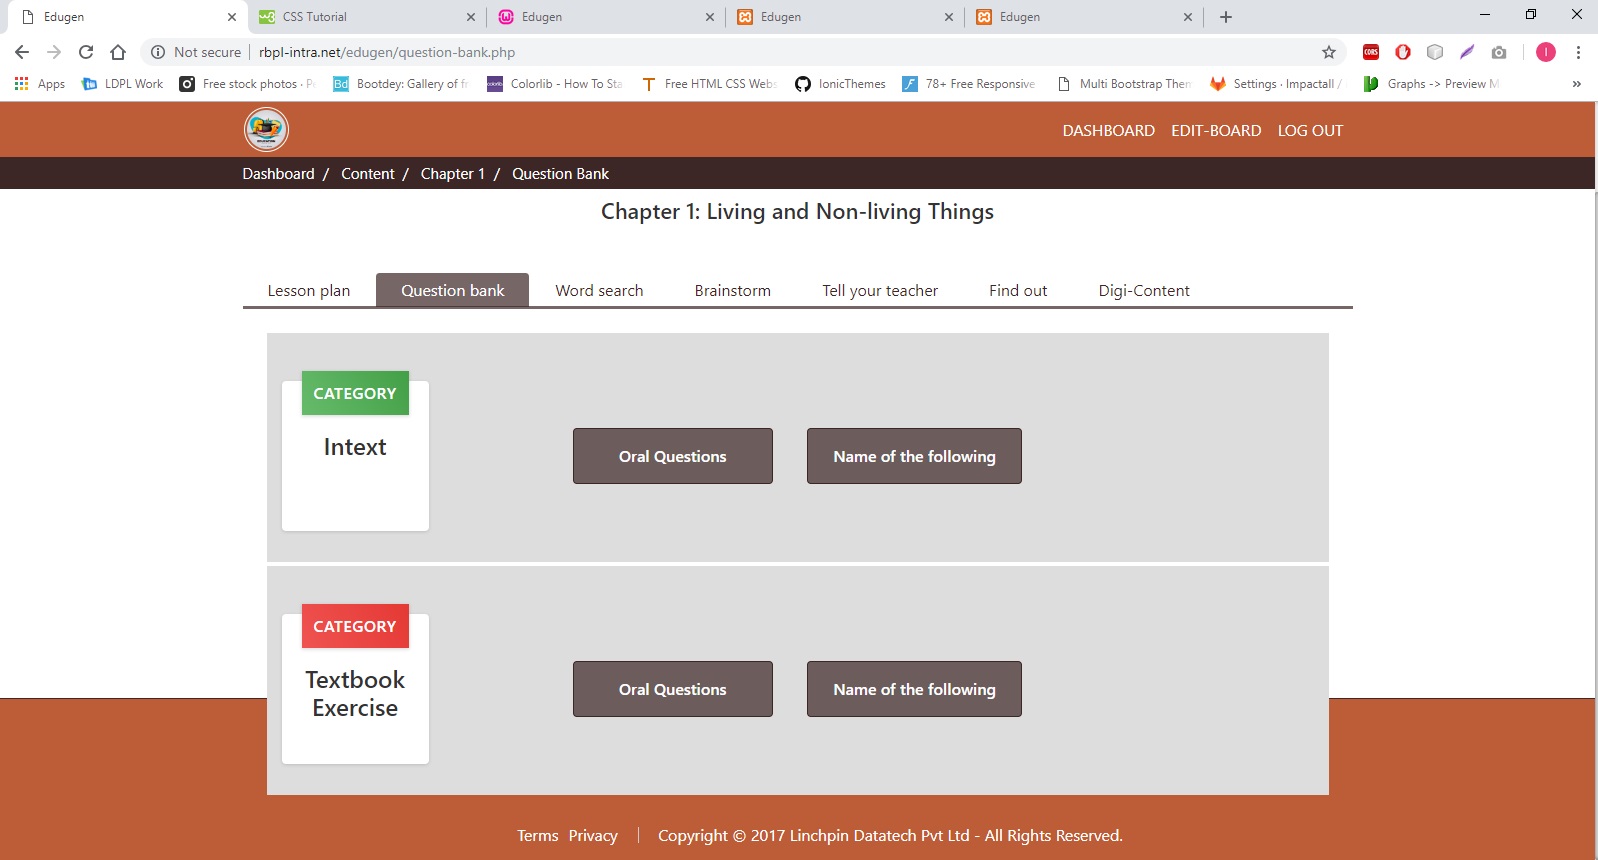 Edugen
CSS Tutorial
Edugen
Edugen
Edugen
Not secure rbpl-intra.net/edugen/question-bank.php
Apps LDPL Work Free stock photos · Bootdey: Gallery of Colorlib - How To Free HTML CSS IonicThemes 78+ Free Responsive Multi Bootstrap Settings · Impactall / Graphs -> Preview
DASHBOARD EDIT-BOARD LOG OUT
Dashboard / Content / Chapter 1 / Question Bank
Chapter 1: Living and Non-living Things
Lesson plan Question bank Word search Brainstorm Tell your teacher Find out Digi-Content
CATEGORY
Intext
Oral Questions Name of the following
CATEGORY
Textbook
Exercise
Oral Questions Name of the following
Terms Privacy | Copyright © 2017 Linchpin Datatech Pvt Ltd - All Rights Reserved.